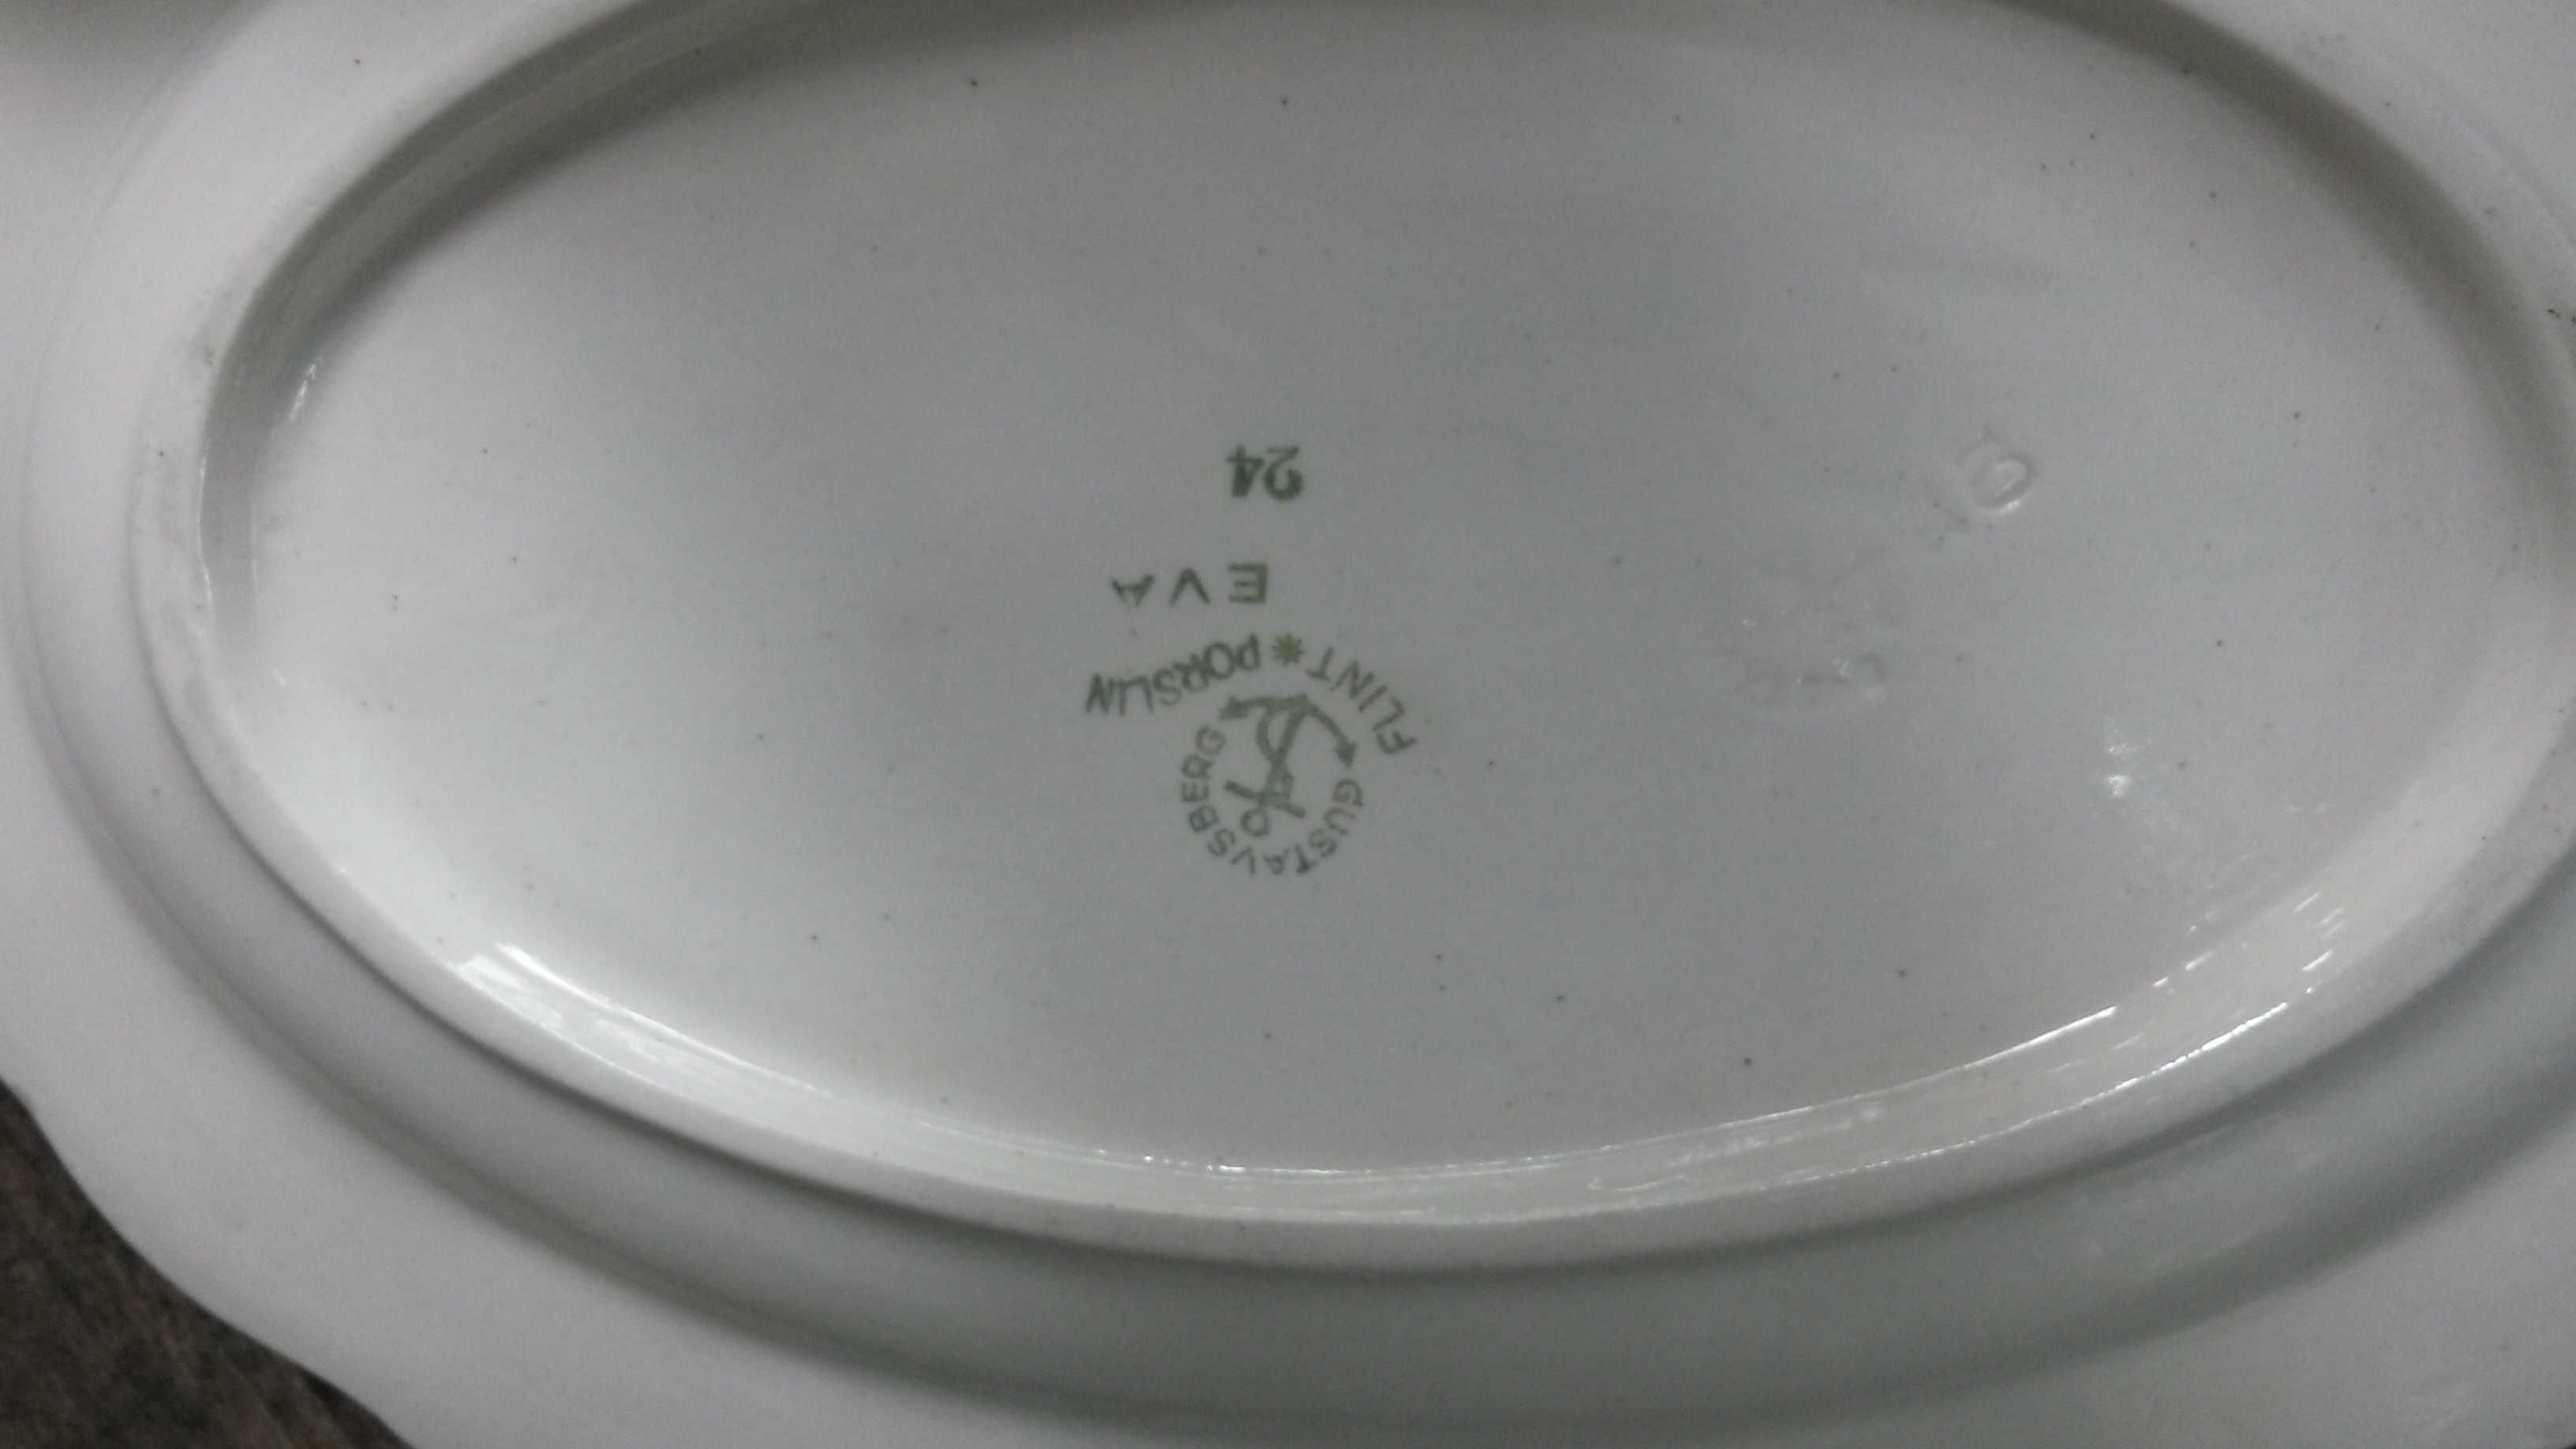 GUSTAVSBERG
FLINT * PORSLIN
EVA
24